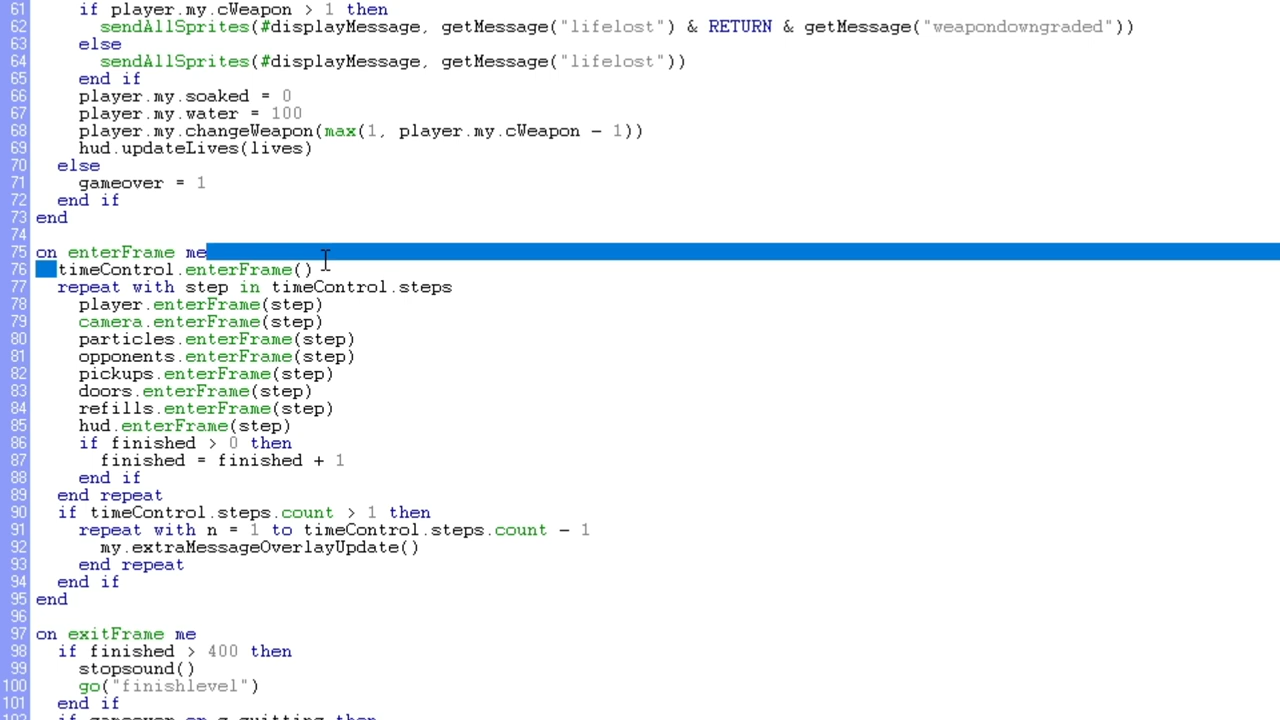 61 if player.my.cWeapon > 1 then
62 sendAllSprites(#displayMessage, getMessage("lifelost") & RETURN & getMessage("weapondowngraded"))
63 else
64 sendAllSprites(#displayMessage, getMessage("lifelost"))
65 end if
66 player.my.soaked = 0
67 player.my.water = 100
68 player.my.changeWeapon(max(1, player.my.cWeapon - 1))
69 hud.updateLives(lives)
70 else
71 gameover = 1
72 end if
73 end
74
75 on enterFrame me
76 timeControl.enterFrame()
77 repeat with step in timeControl.steps
78 player.enterFrame(step)
79 camera.enterFrame(step)
80 particles.enterFrame(step)
81 opponents.enterFrame(step)
82 pickups.enterFrame(step)
83 doors.enterFrame(step)
84 refills.enterFrame(step)
85 hud.enterFrame(step)
86 if finished > 0 then
87 finished = finished + 1
88 end if
89 end repeat
90 if timeControl.steps.count > 1 then
91 repeat with n = 1 to timeControl.steps.count - 1
92 my.extraMessageOverlayUpdate()
93 end repeat
94 end if
95 end
96
97 on exitFrame me
98 if finished > 400 then
99 stopsound()
100 go("finishlevel")
101 end if